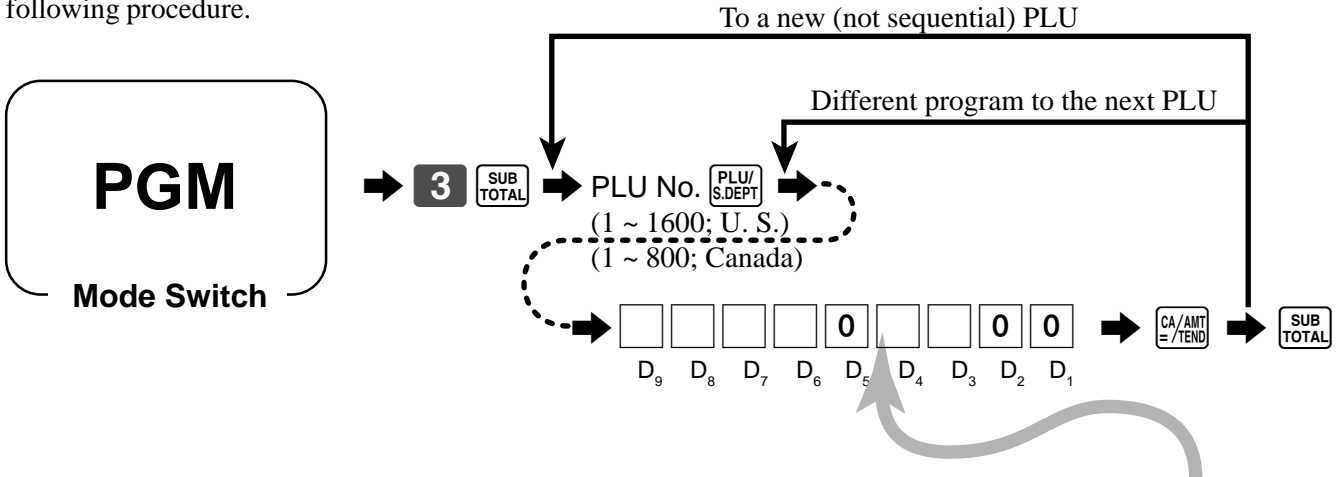 following procedure.
To a new (not sequential) PLU
Different program to the next PLU
PGM
Mode Switch
3 SUB TOTAL PLU No. PLU/ S.DEPT
(1 ~ 1600; U. S.)
(1 ~ 800; Canada)
0 0 0 CA/AMT = /TEND SUB TOTAL
D9 D8 D7 D6 D5 D4 D3 D2 D1